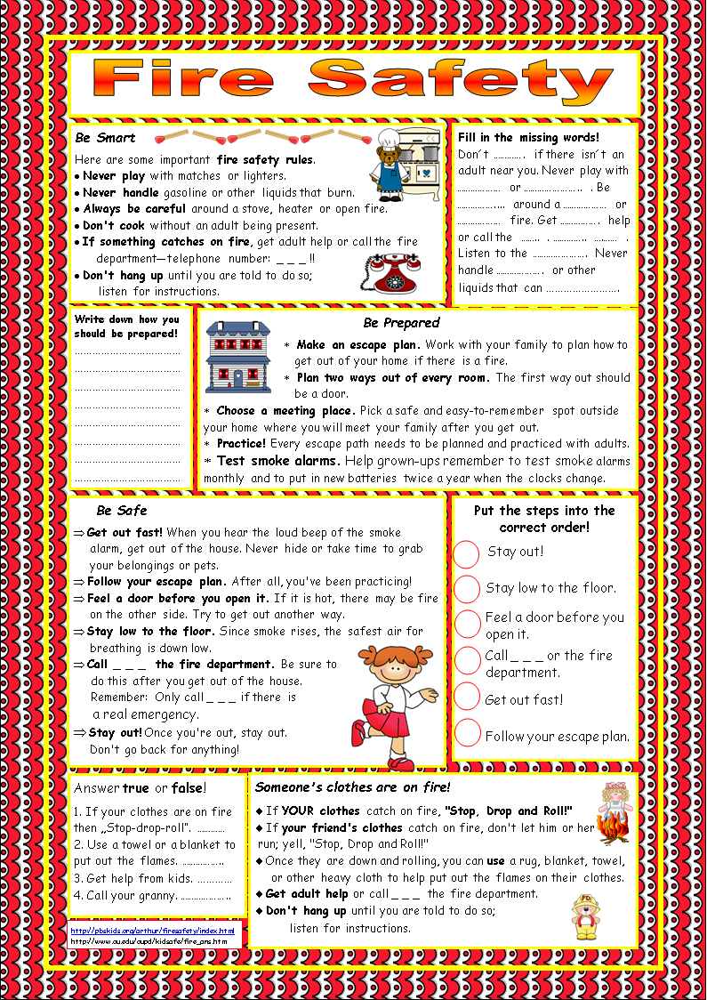 Fire Safety
Be Smart
Here are some important fire safety rules.
● Never play with matches or lighters.
● Never handle gasoline or other liquids that burn.
● Always be careful around a stove, heater or open fire.
● Don't cook without an adult being present.
● If something catches on fire, get adult help or call the fire
department—telephone number: _ _ _ !!
● Don't hang up until you are told to do so;
listen for instructions.
Fill in the missing words!
Don´t ………… if there isn´t an
adult near you. Never play with
…………… or ………………… . Be
……………… around a …………… or
…………… fire. Get …………… help
or call the ……. . ………… ……… .
Listen to the ………………. Never
handle ……………… or other
liquids that can ……………………….
Write down how you
should be prepared!
………………………………
………………………………
………………………………
………………………………
………………………………
………………………………
………………………………
………………………………
Be Prepared
* Make an escape plan. Work with your family to plan how to
get out of your home if there is a fire.
* Plan two ways out of every room. The first way out should
be a door.
* Choose a meeting place. Pick a safe and easy-to-remember spot outside
your home where you will meet your family after you get out.
* Practice! Every escape path needs to be planned and practiced with adults.
* Test smoke alarms. Help grown-ups remember to test smoke alarms
monthly and to put in new batteries twice a year when the clocks change.
Be Safe
⇒ Get out fast! When you hear the loud beep of the smoke
alarm, get out of the house. Never hide or take time to grab
your belongings or pets.
⇒ Follow your escape plan. After all, you've been practicing!
⇒ Feel a door before you open it. If it is hot, there may be fire
on the other side. Try to get out another way.
⇒ Stay low to the floor. Since smoke rises, the safest air for
breathing is down low.
⇒ Call _ _ _ the fire department. Be sure to
do this after you get out of the house.
Remember: Only call _ _ _ if there is
a real emergency.
⇒ Stay out! Once you're out, stay out.
Don't go back for anything!
Put the steps into the
correct order!
Stay out!
Stay low to the floor.
Feel a door before you
open it.
Call _ _ _ or the fire
department.
Get out fast!
Follow your escape plan.
Answer true or false!
1. If your clothes are on fire
then „Stop-drop-roll". …………
2. Use a towel or a blanket to
put out the flames. ……………
3. Get help from kids. …………
4. Call your granny. ………………
Someone's clothes are on fire!
◆ If YOUR clothes catch on fire, "Stop, Drop and Roll!"
◆ If your friend's clothes catch on fire, don't let him or her
run; yell, "Stop, Drop and Roll!"
◆ Once they are down and rolling, you can use a rug, blanket, towel,
or other heavy cloth to help put out the flames on their clothes.
◆ Get adult help or call _ _ _ the fire department.
◆ Don't hang up until you are told to do so;
listen for instructions.
FD
http://pbskids.org/arthur/firesafety/index.html
http://www.ou.edu/oupd/kidsafe/fire_ans.htm